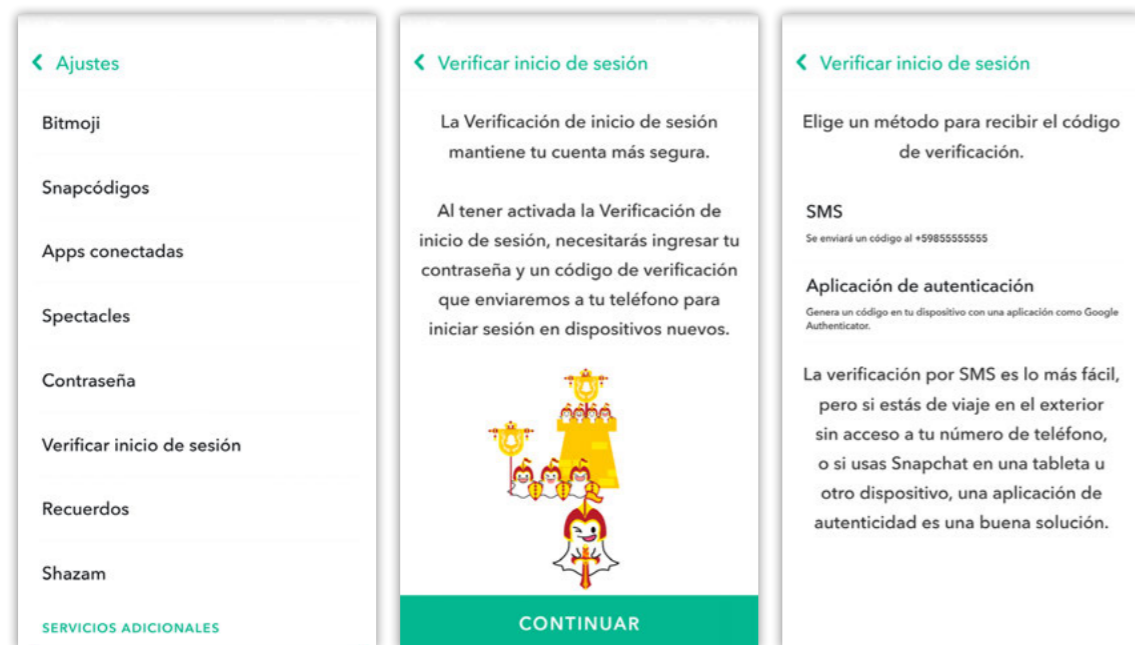 Ajustes
Bitmoji
Snapcódigos
Apps conectadas
Spectacles
Contraseña
Verificar inicio de sesión
Recuerdos
Shazam
SERVICIOS ADICIONALES
Verificar inicio de sesión
La Verificación de inicio de sesión
mantiene tu cuenta más segura.
Al tener activada la Verificación de
inicio de sesión, necesitarás ingresar tu
contraseña y un código de verificación
que enviaremos a tu teléfono para
iniciar sesión en dispositivos nuevos.
CONTINUAR
Verificar inicio de sesión
Elige un método para recibir el código
de verificación.
SMS
Se enviará un código al +59855555555
Aplicación de autenticación
Genera un código en tu dispositivo con una aplicación como Google
Authenticator.
La verificación por SMS es lo más fácil,
pero si estás de viaje en el exterior
sin acceso a tu número de teléfono,
o si usas Snapchat en una tableta u
otro dispositivo, una aplicación de
autenticidad es una buena solución.